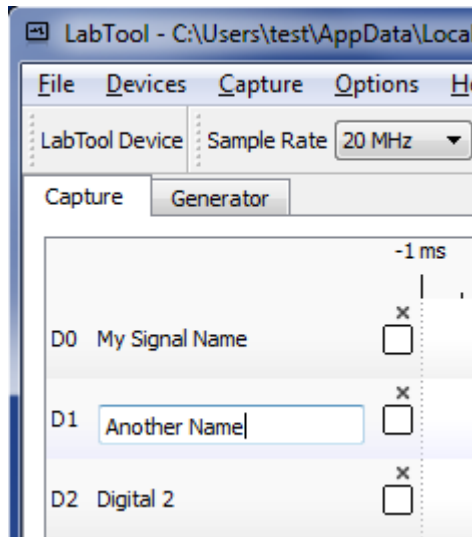 LabTool - C:\Users\test\AppData\Loca
File Devices Capture Options
LabTool Device Sample Rate 20 MHz
Capture Generator
-1 ms
D0 My Signal Name
D1 Another Name
D2 Digital 2